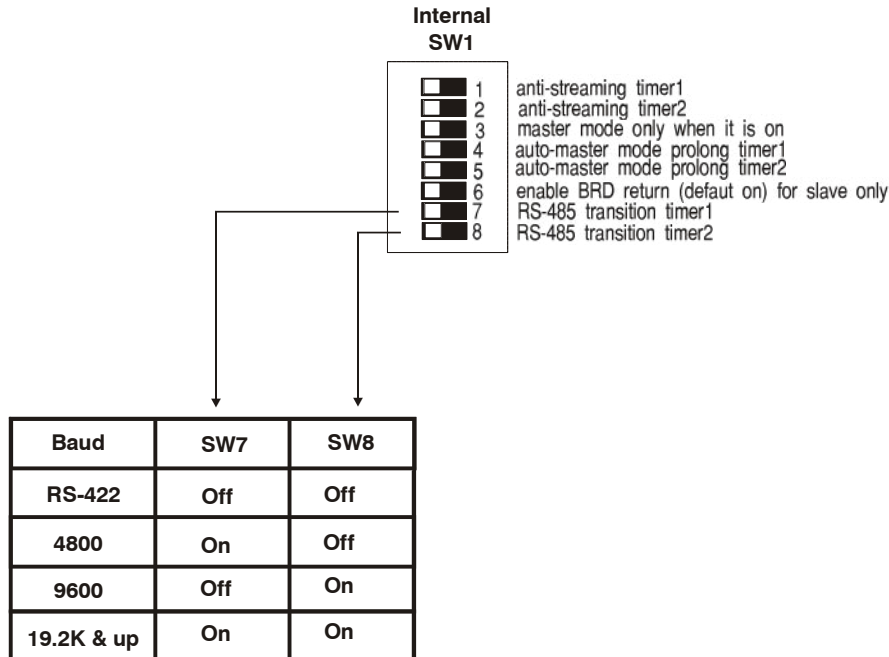 Internal
SW1
1 anti-streaming timer1
2 anti-streaming timer2
3 master mode only when it is on
4 auto-master mode prolong timer1
5 auto-master mode prolong timer2
6 enable BRD return (defaut on) for slave only
7 RS-485 transition timer1
8 RS-485 transition timer2
Baud SW7 SW8
RS-422 Off Off
4800 On Off
9600 Off On
19.2K & up On On